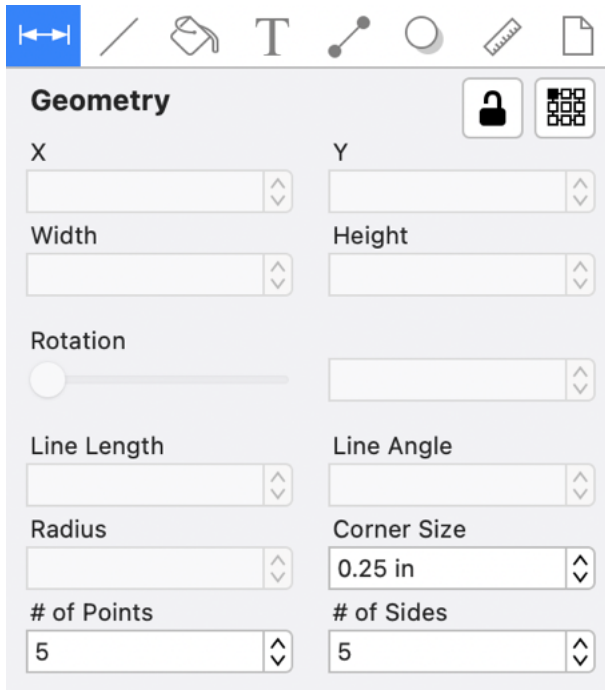 T
Geometry
X Y
Width Height
Rotation
Line Length Line Angle
Radius Corner Size
0.25 in
# of Points # of Sides
5 5